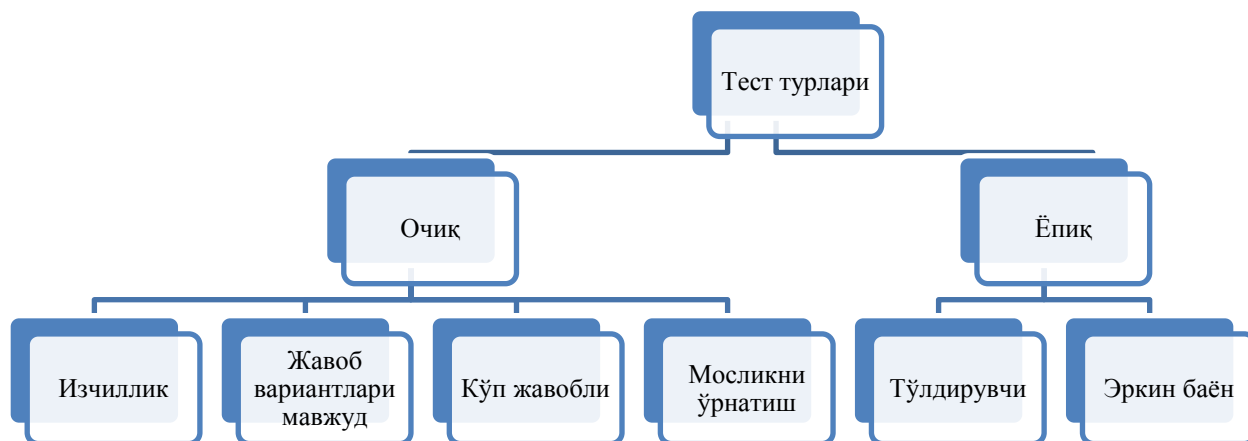 Тест турлари
Очиқ
Ёпиқ
Изчиллик
Жавоб
вариантлари
мавжуд
Кўп жавобли
Мосликни
ўрнатиш
Тўлдирувчи
Эркин баён